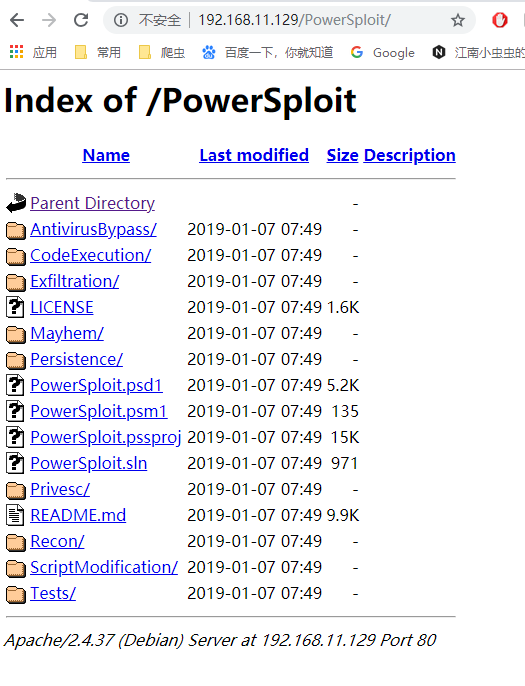 不安全 | 192.168.11.129/PowerSploit/
应用 常用 爬虫 百度一下，你就知道 Google N 江南小虫虫的
Index of /PowerSploit
Name Last modified Size Description
Parent Directory -
AntivirusBypass/ 2019-01-07 07:49 -
CodeExecution/ 2019-01-07 07:49 -
Exfiltration/ 2019-01-07 07:49 -
LICENSE 2019-01-07 07:49 1.6K
Mayhem/ 2019-01-07 07:49 -
Persistence/ 2019-01-07 07:49 -
PowerSploit.psd1 2019-01-07 07:49 5.2K
PowerSploit.psm1 2019-01-07 07:49 135
PowerSploit.pssproj 2019-01-07 07:49 15K
PowerSploit.sln 2019-01-07 07:49 971
Privesc/ 2019-01-07 07:49 -
README.md 2019-01-07 07:49 9.9K
Recon/ 2019-01-07 07:49 -
ScriptModification/ 2019-01-07 07:49 -
Tests/ 2019-01-07 07:49 -
Apache/2.4.37 (Debian) Server at 192.168.11.129 Port 80